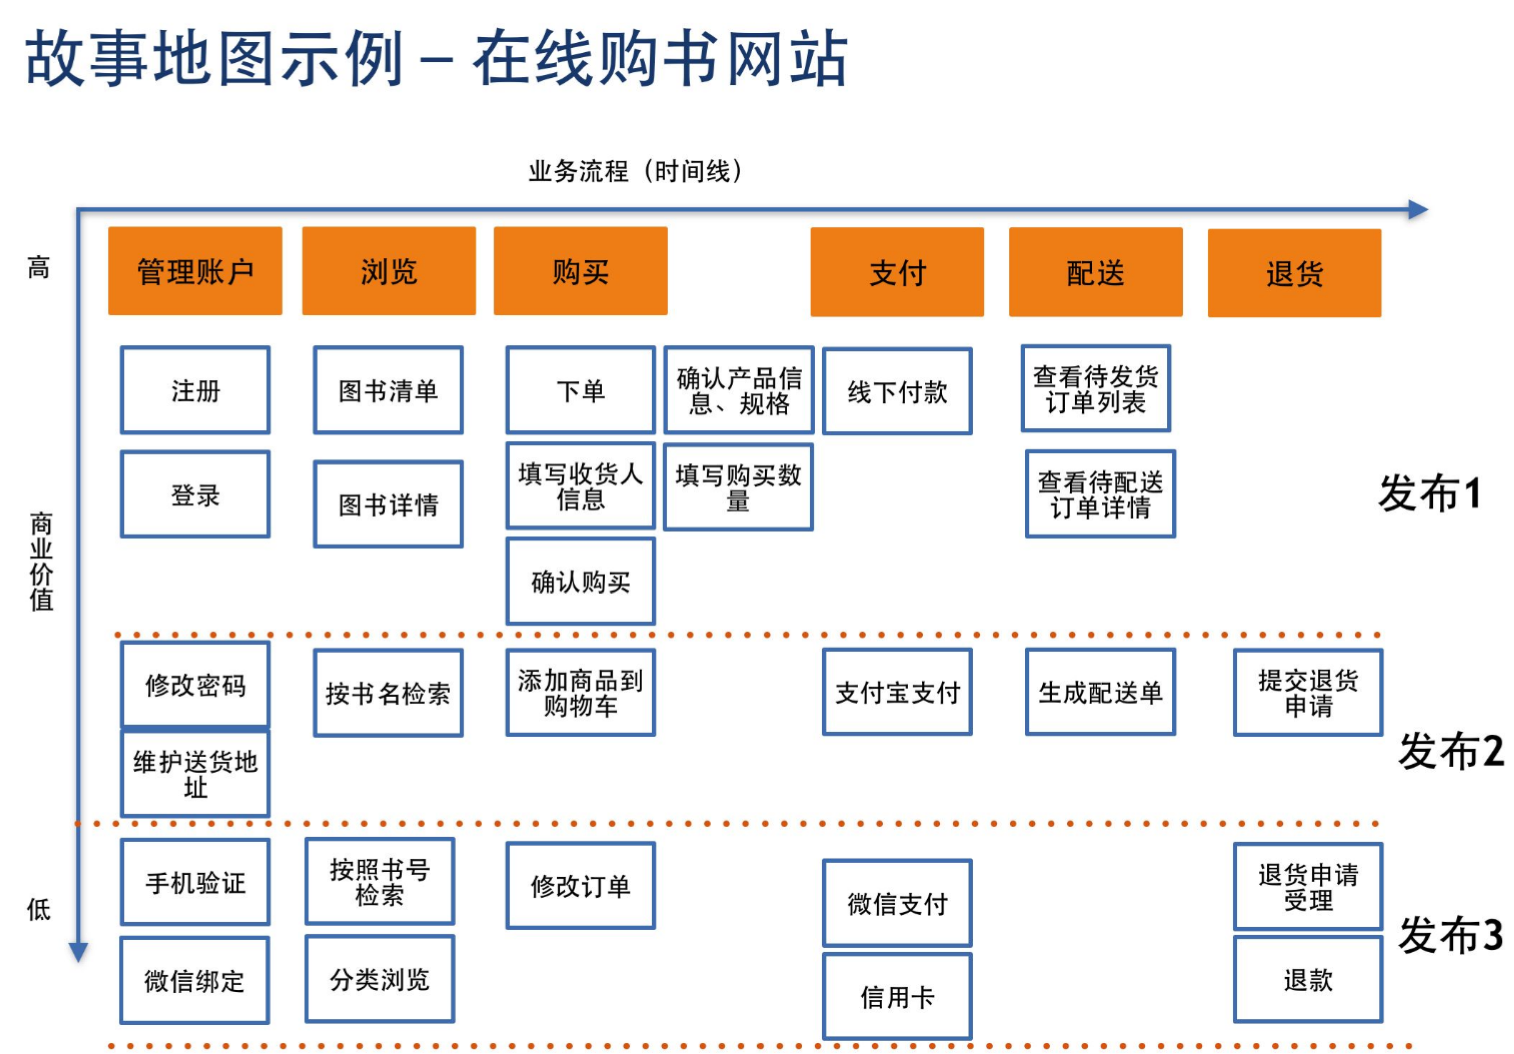 故事地图示例 – 在线购书网站
业务流程（时间线）
高
管理账户
浏览
购买
支付
配送
退货
注册
图书清单
下单
确认产品信
息、规格
线下付款
查看待发货
订单列表
登录
图书详情
填写收货人
信息
填写购买数
量
查看待配送
订单详情
发布1
商业价值
确认购买
修改密码
按书名检索
添加商品到
购物车
支付宝支付
生成配送单
提交退货
申请
维护送货地
址
发布2
手机验证
按照书号
检索
修改订单
微信支付
退货申请
受理
低
发布3
微信绑定
分类浏览
信用卡
退款